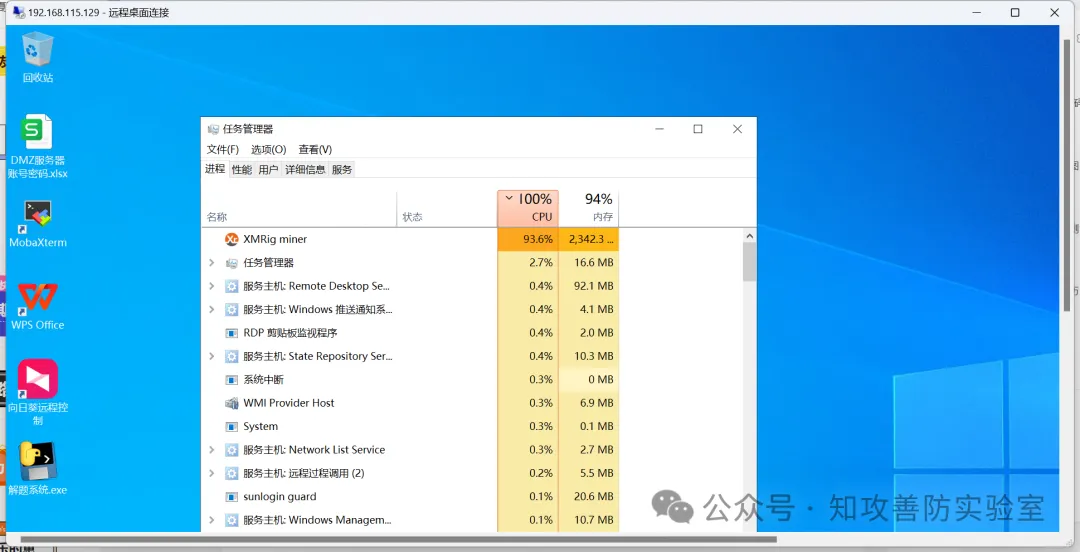 192.168.115.129 - 远程桌面连接
回收站
DMZ服务器
账号密码.xlsx
MobaXterm
WPS Office
向日葵远程控
制
解题系统.exe
任务管理器
文件(F) 选项(O) 查看(V)
进程 性能 用户 详细信息 服务
100% 94%
名称 状态 CPU 内存
XMRig miner 93.6% 2,342.3 ...
任务管理器 2.7% 16.6 MB
服务主机: Remote Desktop Se... 0.4% 92.1 MB
服务主机: Windows 推送通知系... 0.4% 4.1 MB
RDP 剪贴板监视程序 0.4% 2.0 MB
服务主机: State Repository Ser... 0.4% 10.3 MB
系统中断 0.3% 0 MB
WMI Provider Host 0.3% 6.9 MB
System 0.3% 0.1 MB
服务主机: Network List Service 0.3% 2.7 MB
服务主机: 远程过程调用 (2) 0.2% 5.5 MB
sunlogin guard 0.1% 20.6 MB
服务主机: Windows Managem... 0.1% 10.7 MB
公众号 · 知攻善防实验室